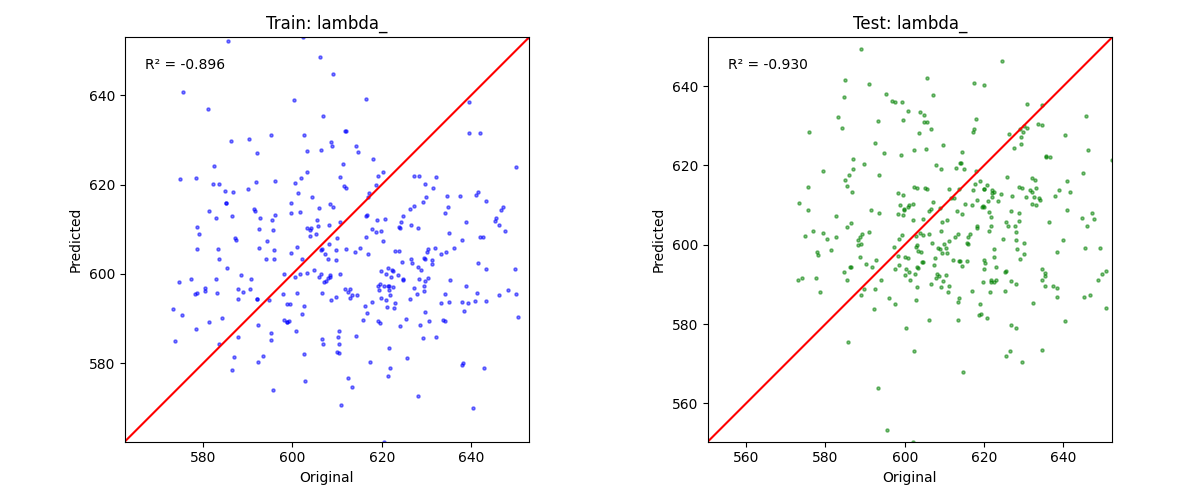 Train: lambda_
R² = -0.896
640
620
600
580
580
600
620
640
Original
Predicted
Test: lambda_
R² = -0.930
640
620
600
580
560
560
580
600
620
640
Original
Predicted